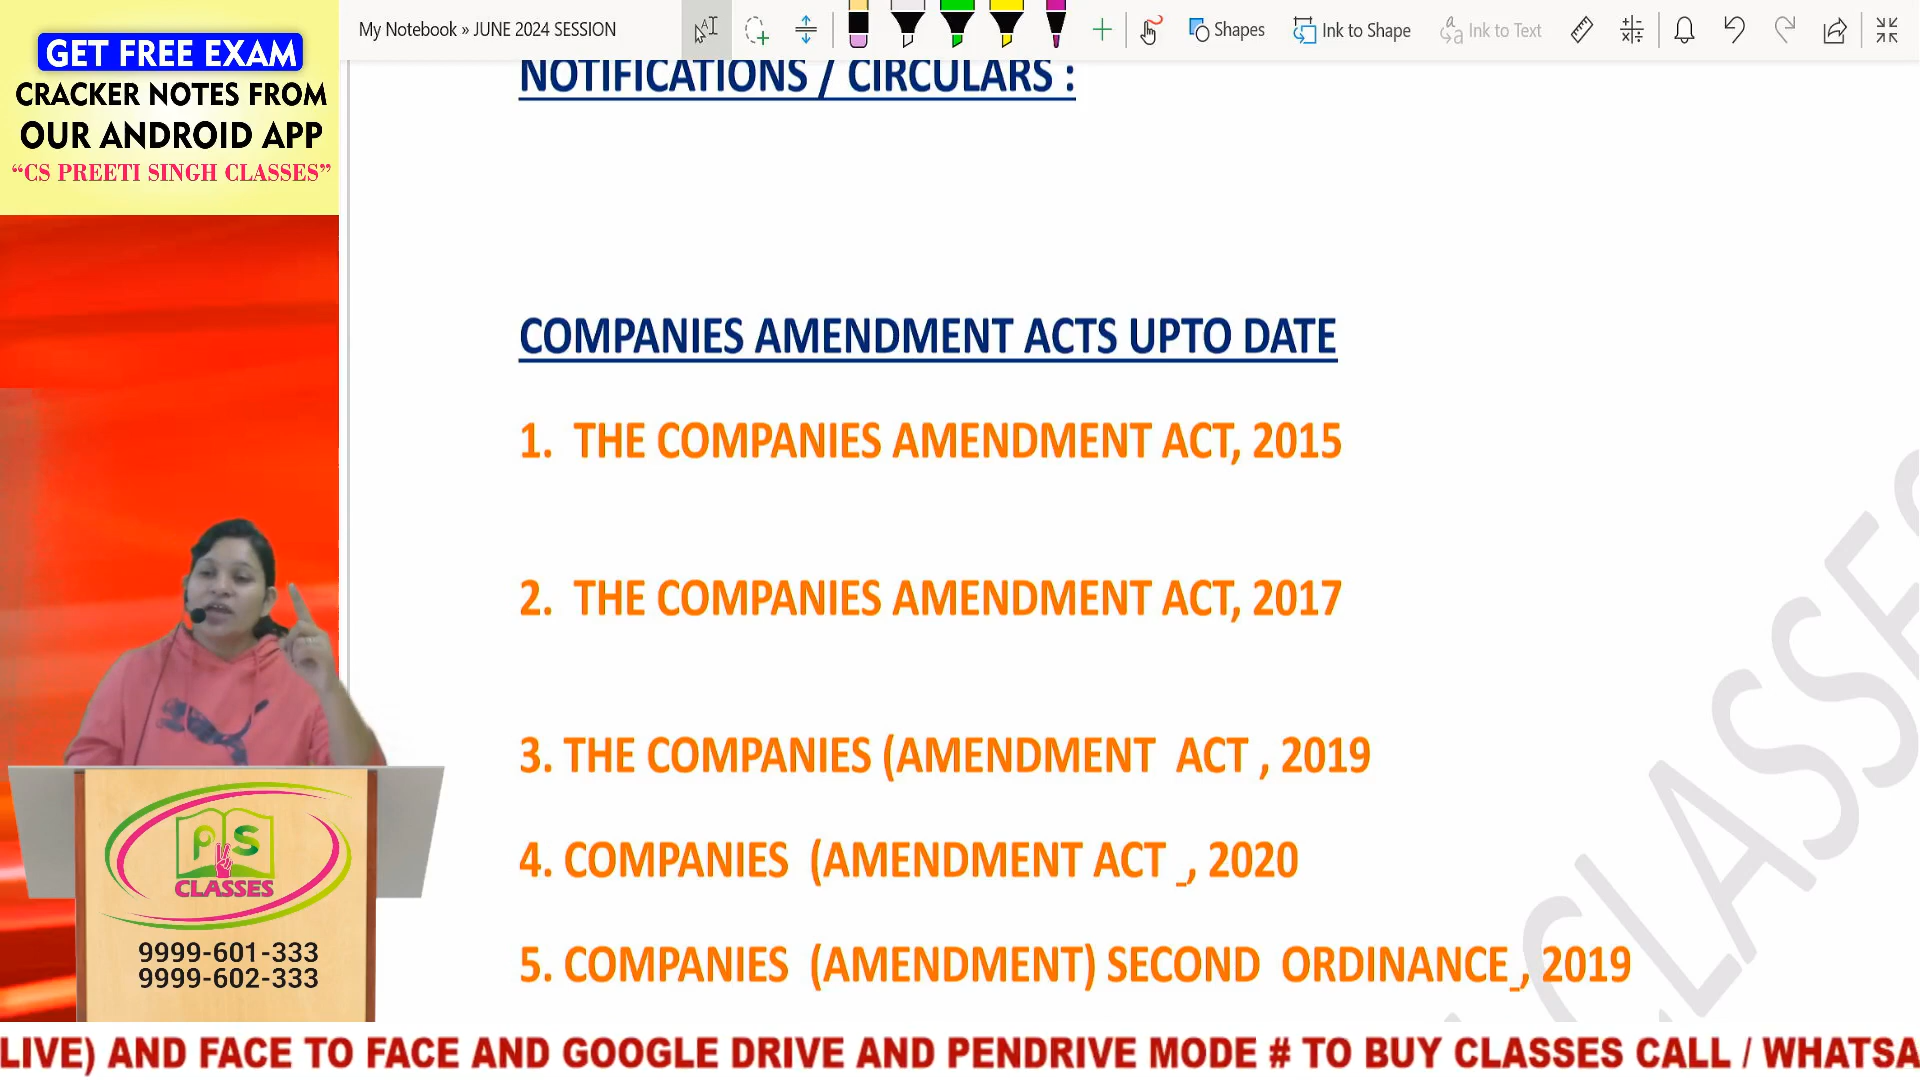 GET FREE EXAM
CRACKER NOTES FROM
OUR ANDROID APP
“CS PREETI SINGH CLASSES”
My Notebook » JUNE 2024 SESSION
Shapes
Ink to Shape
Ink to Text
NOTIFICATIONS / CIRCULARS :
COMPANIES AMENDMENT ACTS UPTO DATE
1. THE COMPANIES AMENDMENT ACT, 2015
2. THE COMPANIES AMENDMENT ACT, 2017
3. THE COMPANIES (AMENDMENT ACT , 2019
4. COMPANIES (AMENDMENT ACT _, 2020
5. COMPANIES (AMENDMENT) SECOND ORDINANCE_, 2019
CLASSES
PS
CLASSES
9999-601-333
9999-602-333
LIVE) AND FACE TO FACE AND GOOGLE DRIVE AND PENDRIVE MODE # TO BUY CLASSES CALL / WHATSA